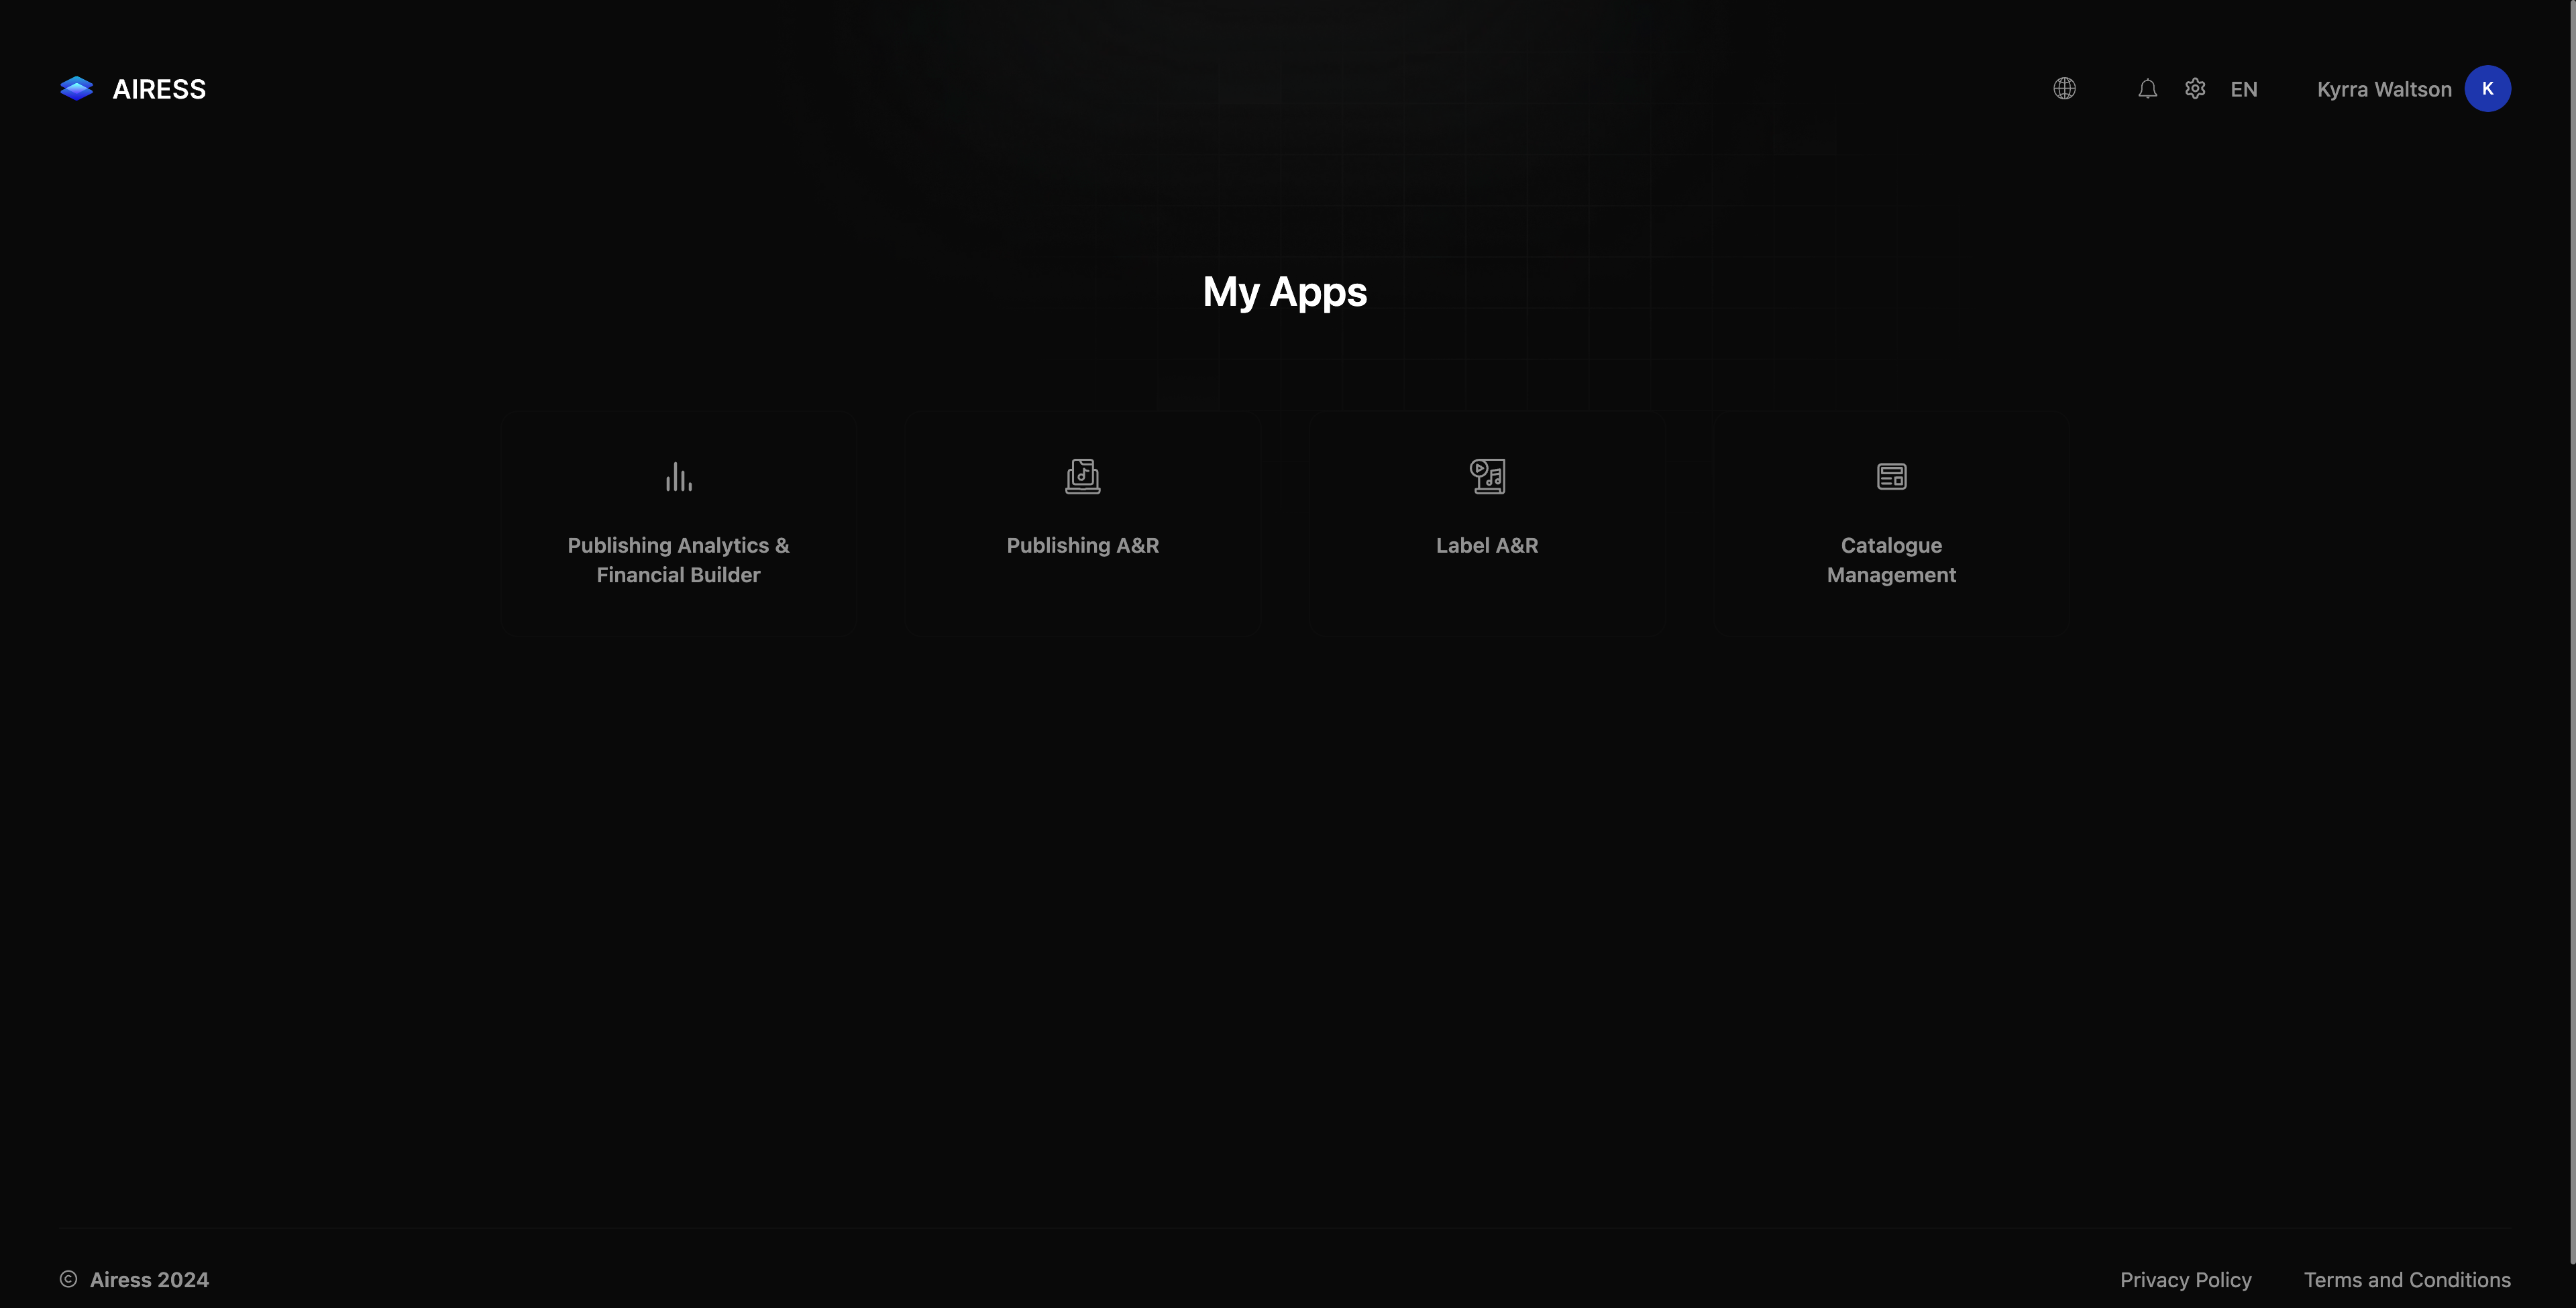 AIRESS
EN
Kyrra Waltson
K
My Apps
Publishing Analytics &
Financial Builder
Publishing A&R
Label A&R
Catalogue
Management
© Airess 2024
Privacy Policy
Terms and Conditions